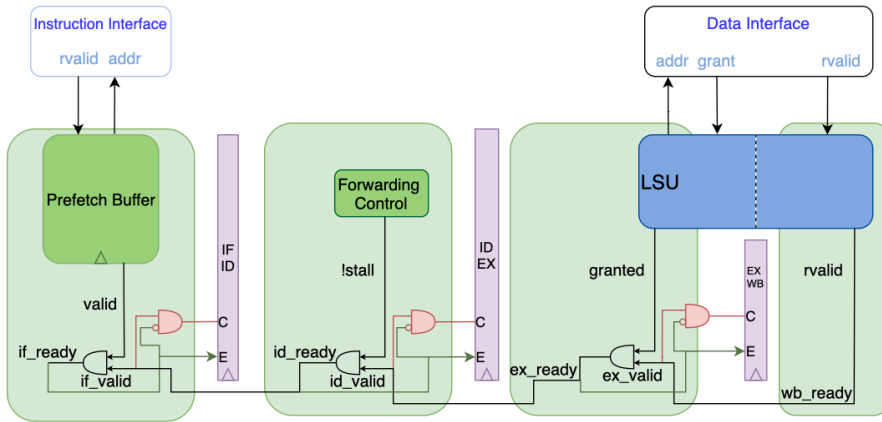 Instruction Interface
rvalid addr
Data Interface
addr grant rvalid
Prefetch Buffer
Forwarding
Control
LSU
IF
ID
ID
EX
EX
WB
valid
!stall
granted
rvalid
C
C
C
E
E
E
if_ready
if_valid
id_ready
id_valid
ex_ready
ex_valid
wb_ready